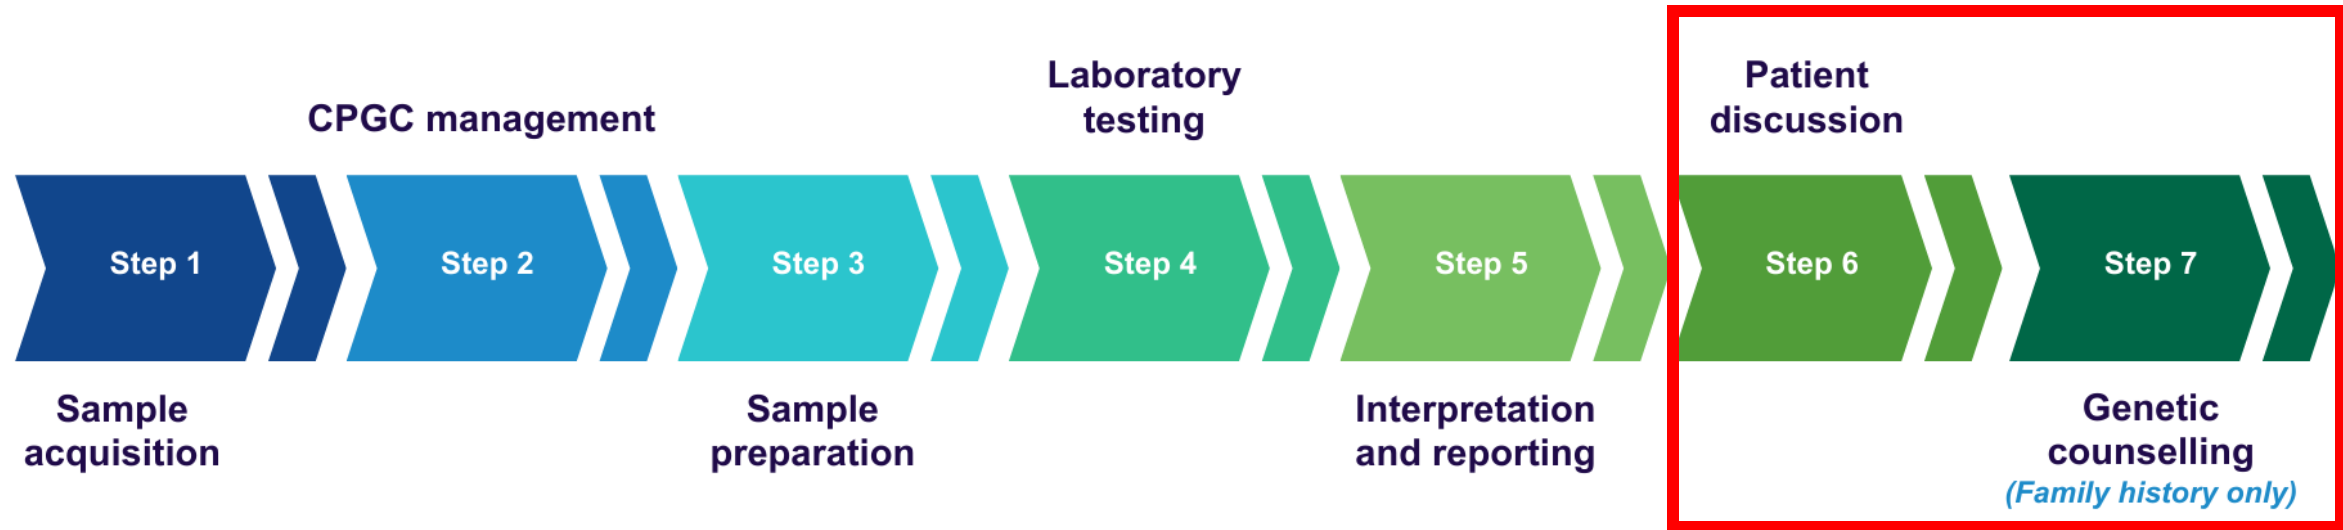 CPGC management
Laboratory
testing
Patient
discussion
Step 1
Step 2
Step 3
Step 4
Step 5
Step 6
Step 7
Sample
acquisition
Sample
preparation
Interpretation
and reporting
Genetic
counselling
(Family history only)